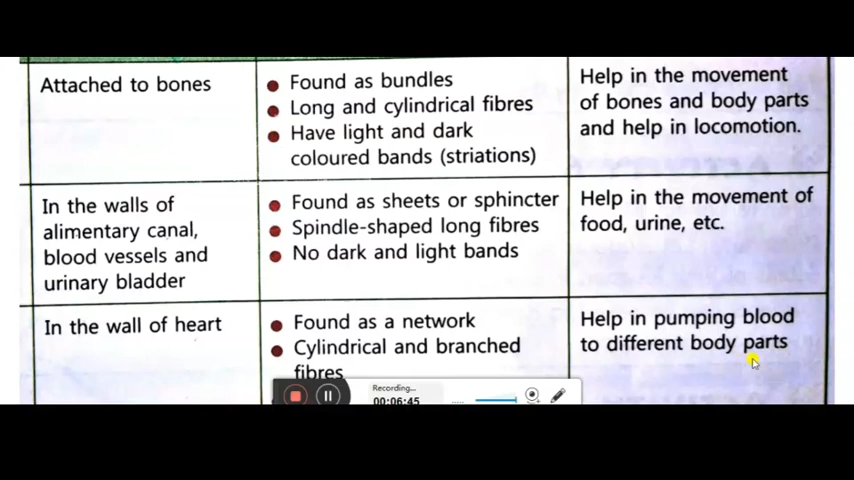 Attached to bones
Found as bundles
Long and cylindrical fibres
Have light and dark
coloured bands (striations)
Help in the movement
of bones and body parts
and help in locomotion.
In the walls of
alimentary canal,
blood vessels and
urinary bladder
Found as sheets or sphincter
Spindle-shaped long fibres
No dark and light bands
Help in the movement of
food, urine, etc.
In the wall of heart
Found as a network
Cylindrical and branched
fibres
Help in pumping blood
to different body parts
Recording...
00:06:45